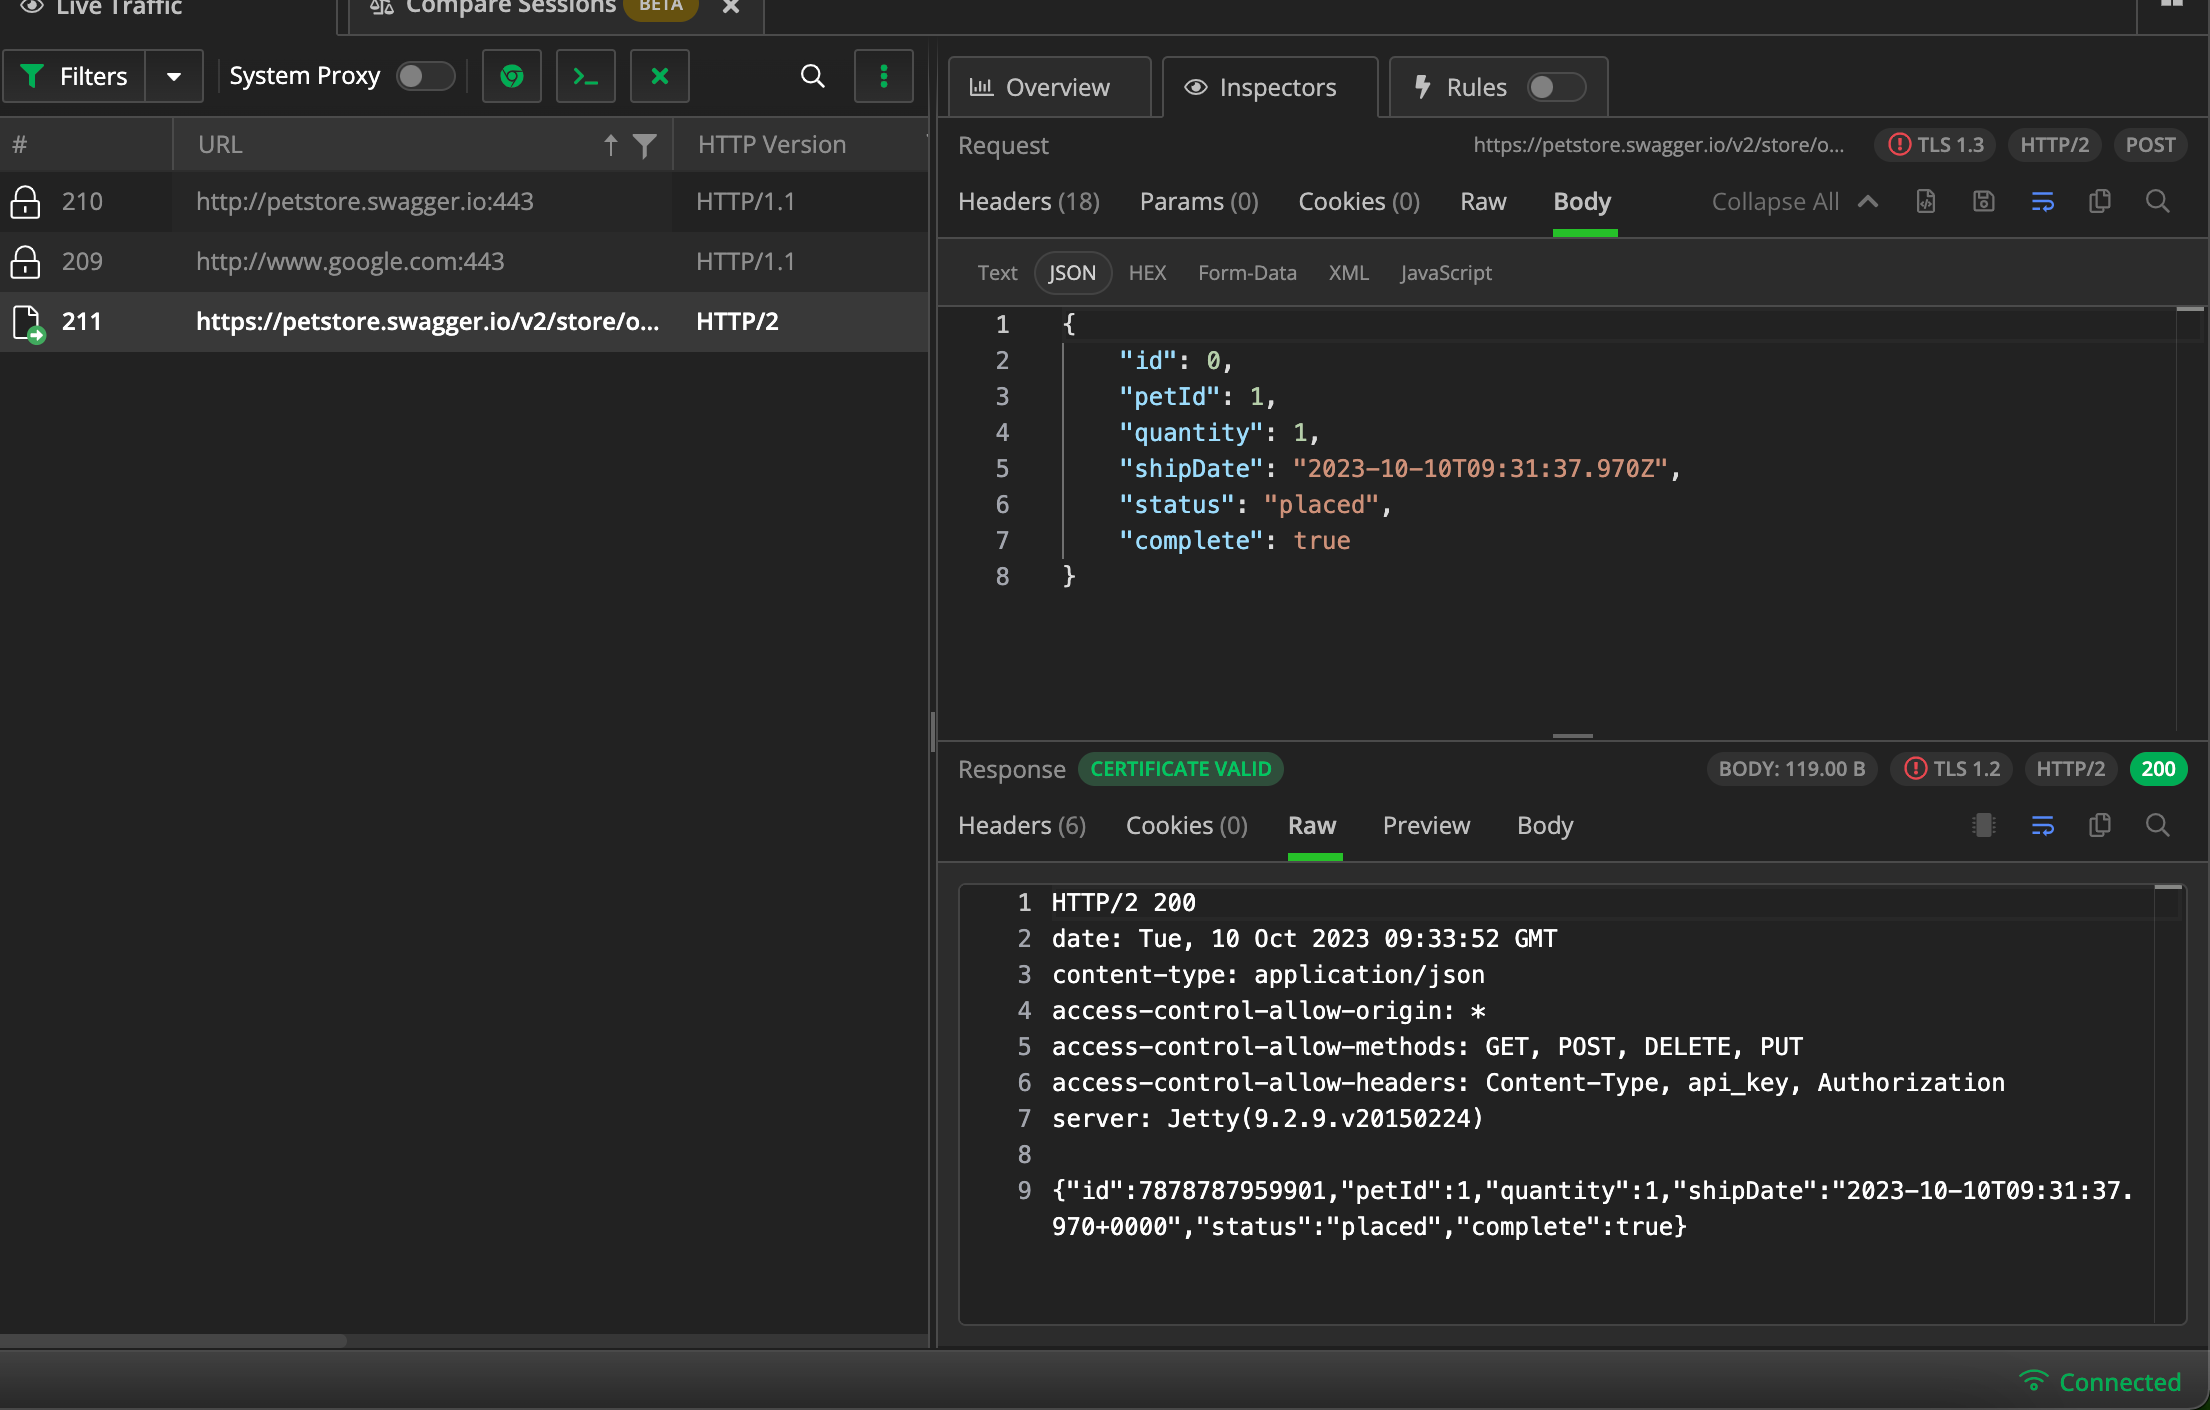 Live Traffic
Compare Sessions BETA
Filters
System Proxy
# URL HTTP Version
210 http://petstore.swagger.io:443 HTTP/1.1
209 http://www.google.com:443 HTTP/1.1
211 https://petstore.swagger.io/v2/store/o... HTTP/2
Overview Inspectors Rules
Request https://petstore.swagger.io/v2/store/o... TLS 1.3 HTTP/2 POST
Headers (18) Params (0) Cookies (0) Raw Body Collapse All
Text JSON HEX Form-Data XML JavaScript
1 {
2 "id": 0,
3 "petId": 1,
4 "quantity": 1,
5 "shipDate": "2023-10-10T09:31:37.970Z",
6 "status": "placed",
7 "complete": true
8 }
Response CERTIFICATE VALID BODY: 119.00 B TLS 1.2 HTTP/2 200
Headers (6) Cookies (0) Raw Preview Body
1 HTTP/2 200
2 date: Tue, 10 Oct 2023 09:33:52 GMT
3 content-type: application/json
4 access-control-allow-origin: *
5 access-control-allow-methods: GET, POST, DELETE, PUT
6 access-control-allow-headers: Content-Type, api_key, Authorization
7 server: Jetty(9.2.9.v20150224)
8
9 {"id":7878787959901,"petId":1,"quantity":1,"shipDate":"2023-10-10T09:31:37.
970+0000","status":"placed","complete":true}
Connected